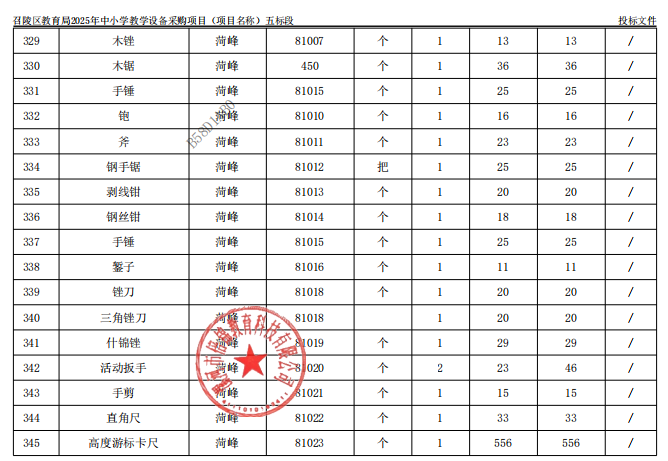 召陵区教育局2025年中小学教学设备采购项目（项目名称）五标段 投标文件
329 木锉 菏峰 81007 个 1 13 13 /
330 木锯 菏峰 450 个 1 36 36 /
331 手锤 菏峰 81015 个 1 25 25 /
332 铇 菏峰 81010 个 1 16 16 /
333 斧 菏峰 81011 个 1 23 23 /
334 钢手锯 菏峰 81012 把 1 25 25 /
335 剥线钳 菏峰 81013 个 1 20 20 /
336 钢丝钳 菏峰 81014 个 1 18 18 /
337 手锤 菏峰 81015 个 1 25 25 /
338 錾子 菏峰 81016 个 1 11 11 /
339 锉刀 菏峰 81018 个 1 20 20 /
340 三角锉刀 菏峰 81018 1 20 20 /
341 什锦锉 菏峰 81019 个 1 29 29 /
342 活动扳手 菏峰 81020 个 2 23 46 /
343 手剪 菏峰 81021 个 1 15 15 /
344 直角尺 菏峰 81022 个 1 33 33 /
345 高度游标卡尺 菏峰 81023 个 1 556 556 /
教育科技有限公司